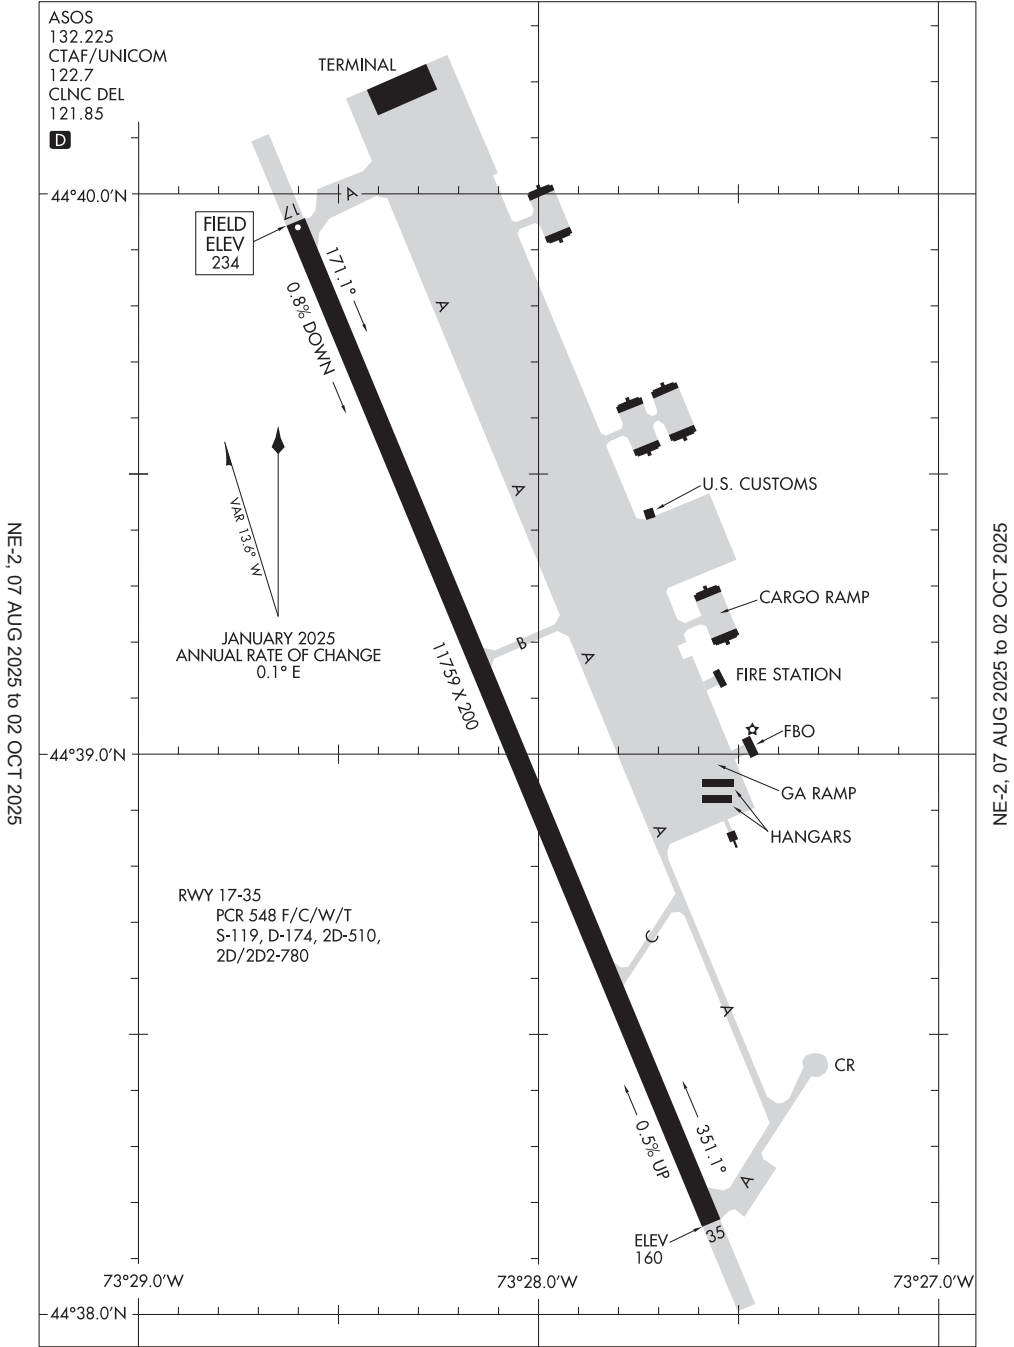 ASOS
132.225
CTAF/UNICOM
122.7
CLNC DEL
121.85
D
TERMINAL
44°40.0'N
A
17
FIELD
ELEV
234
171.1°
0.8% DOWN
A
A
U.S. CUSTOMS
VAR 13.6° W
JANUARY 2025
ANNUAL RATE OF CHANGE
0.1° E
CARGO RAMP
B
A
11759 X 200
FIRE STATION
FBO
44°39.0'N
GA RAMP
HANGARS
A
RWY 17-35
PCR 548 F/C/W/T
S-119, D-174, 2D-510,
2D/2D2-780
C
A
CR
0.5% UP
351.1°
A
35
ELEV
160
73°29.0'W
73°28.0'W
73°27.0'W
44°38.0'N
NE-2, 07 AUG 2025 to 02 OCT 2025
NE-2, 07 AUG 2025 to 02 OCT 2025